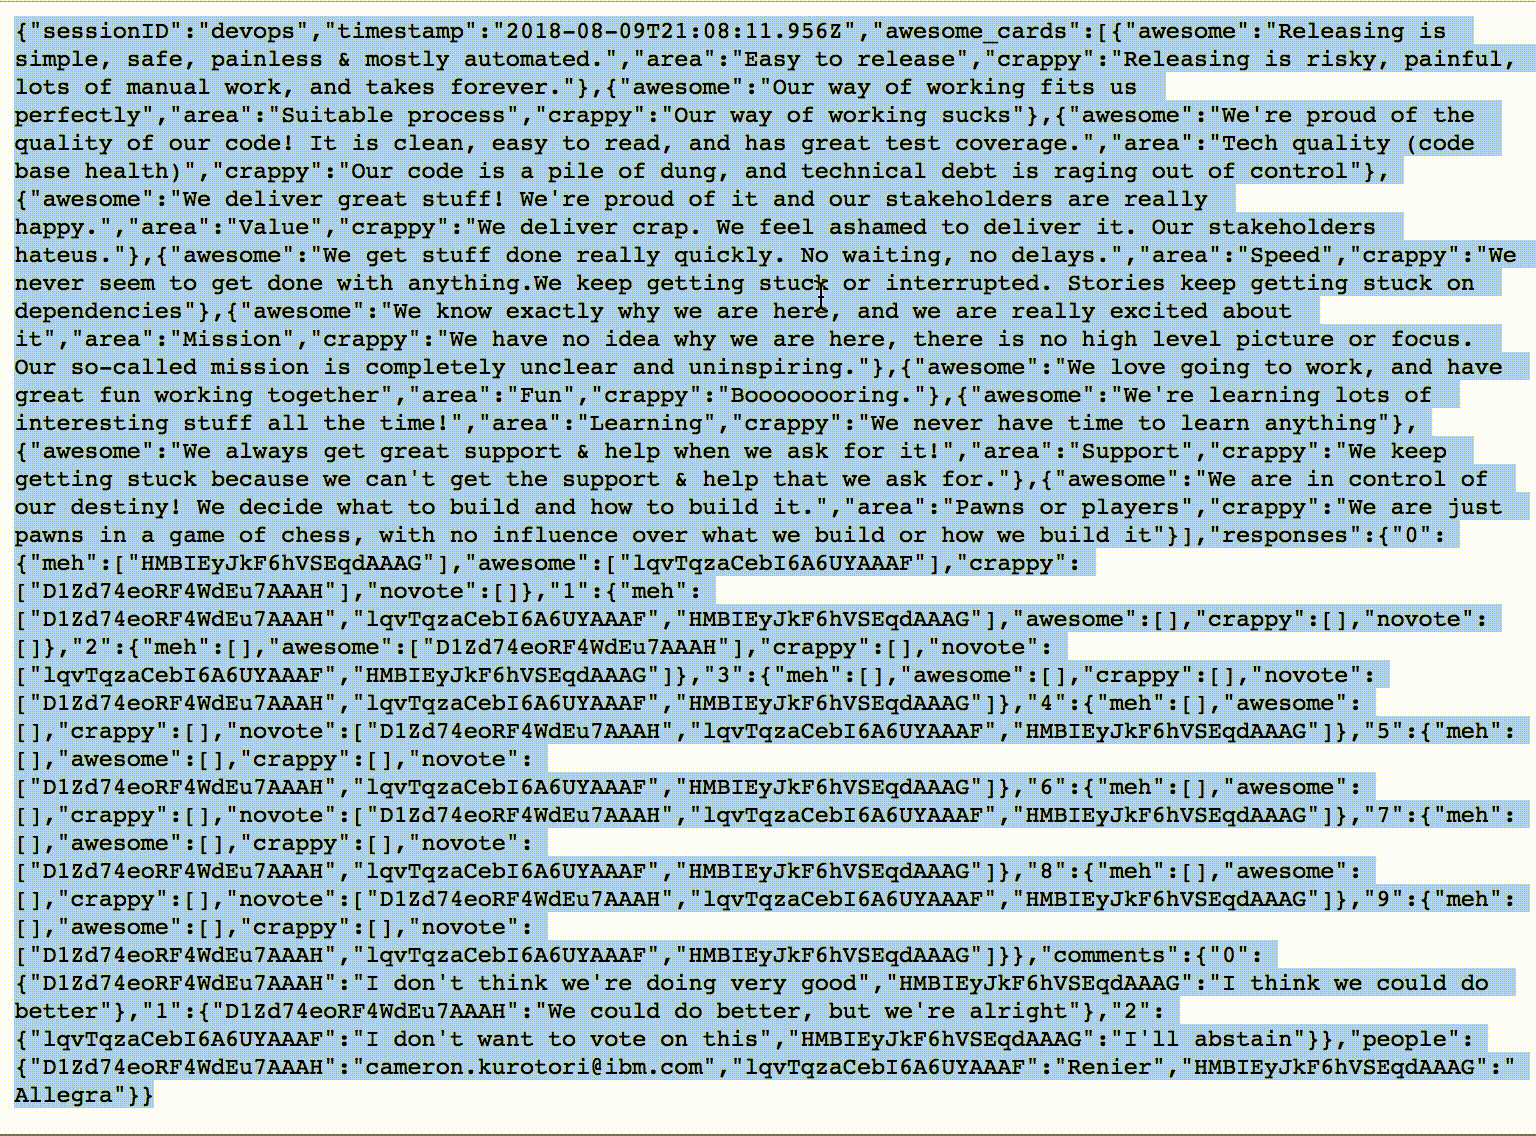 {"sessionID":"devops","timestamp":"2018-08-09T21:08:11.956Z","awesome_cards":[{"awesome":"Releasing is
simple, safe, painless & mostly automated.","area":"Easy to release","crappy":"Releasing is risky, painful,
lots of manual work, and takes forever."},{"awesome":"Our way of working fits us
perfectly","area":"Suitable process","crappy":"Our way of working sucks"},{"awesome":"We're proud of the
quality of our code! It is clean, easy to read, and has great test coverage.","area":"Tech quality (code
base health)","crappy":"Our code is a pile of dung, and technical debt is raging out of control"},
{"awesome":"We deliver great stuff! We're proud of it and our stakeholders are really
happy.","area":"Value","crappy":"We deliver crap. We feel ashamed to deliver it. Our stakeholders
hateus."},{"awesome":"We get stuff done really quickly. No waiting, no delays.","area":"Speed","crappy":"We
never seem to get done with anything.We keep getting stuck or interrupted. Stories keep getting stuck on
dependencies"},{"awesome":"We know exactly why we are here, and we are really excited about
it","area":"Mission","crappy":"We have no idea why we are here, there is no high level picture or focus.
Our so-called mission is completely unclear and uninspiring."},{"awesome":"We love going to work, and have
great fun working together","area":"Fun","crappy":"Booooooooring."},{"awesome":"We're learning lots of
interesting stuff all the time!","area":"Learning","crappy":"We never have time to learn anything"},
{"awesome":"We always get great support & help when we ask for it!","area":"Support","crappy":"We keep
getting stuck because we can't get the support & help that we ask for."},{"awesome":"We are in control of
our destiny! We decide what to build and how to build it.","area":"Pawns or players","crappy":"We are just
pawns in a game of chess, with no influence over what we build or how we build it"}],"responses":{"0":
{"meh":["HMBIEyJkF6hVSEqdAAAG"],"awesome":["lqvTqzaCebI6A6UYAAAF"],"crappy":
["D1Zd74eoRF4WdEu7AAAH"],"novote":[]},"1":{"meh":
["D1Zd74eoRF4WdEu7AAAH","lqvTqzaCebI6A6UYAAAF","HMBIEyJkF6hVSEqdAAAG"],"awesome":[],"crappy":[],"novote":
[]},"2":{"meh":[],"awesome":["D1Zd74eoRF4WdEu7AAAH"],"crappy":[],"novote":
["lqvTqzaCebI6A6UYAAAF","HMBIEyJkF6hVSEqdAAAG"]},"3":{"meh":[],"awesome":[],"crappy":[],"novote":
["D1Zd74eoRF4WdEu7AAAH","lqvTqzaCebI6A6UYAAAF","HMBIEyJkF6hVSEqdAAAG"]},"4":{"meh":[],"awesome":
[],"crappy":[],"novote":["D1Zd74eoRF4WdEu7AAAH","lqvTqzaCebI6A6UYAAAF","HMBIEyJkF6hVSEqdAAAG"]},"5":{"meh":
[],"awesome":[],"crappy":[],"novote":
["D1Zd74eoRF4WdEu7AAAH","lqvTqzaCebI6A6UYAAAF","HMBIEyJkF6hVSEqdAAAG"]},"6":{"meh":[],"awesome":
[],"crappy":[],"novote":["D1Zd74eoRF4WdEu7AAAH","lqvTqzaCebI6A6UYAAAF","HMBIEyJkF6hVSEqdAAAG"]},"7":{"meh":
[],"awesome":[],"crappy":[],"novote":
["D1Zd74eoRF4WdEu7AAAH","lqvTqzaCebI6A6UYAAAF","HMBIEyJkF6hVSEqdAAAG"]},"8":{"meh":[],"awesome":
[],"crappy":[],"novote":["D1Zd74eoRF4WdEu7AAAH","lqvTqzaCebI6A6UYAAAF","HMBIEyJkF6hVSEqdAAAG"]},"9":{"meh":
[],"awesome":[],"crappy":[],"novote":
["D1Zd74eoRF4WdEu7AAAH","lqvTqzaCebI6A6UYAAAF","HMBIEyJkF6hVSEqdAAAG"]}},"comments":{"0":
{"D1Zd74eoRF4WdEu7AAAH":"I don't think we're doing very good","HMBIEyJkF6hVSEqdAAAG":"I think we could do
better"},"1":{"D1Zd74eoRF4WdEu7AAAH":"We could do better, but we're alright"},"2":
{"lqvTqzaCebI6A6UYAAAF":"I don't want to vote on this","HMBIEyJkF6hVSEqdAAAG":"I'll abstain"}},"people":
{"D1Zd74eoRF4WdEu7AAAH":"cameron.kurotori@ibm.com","lqvTqzaCebI6A6UYAAAF":"Renier","HMBIEyJkF6hVSEqdAAAG":"
Allegra"}}